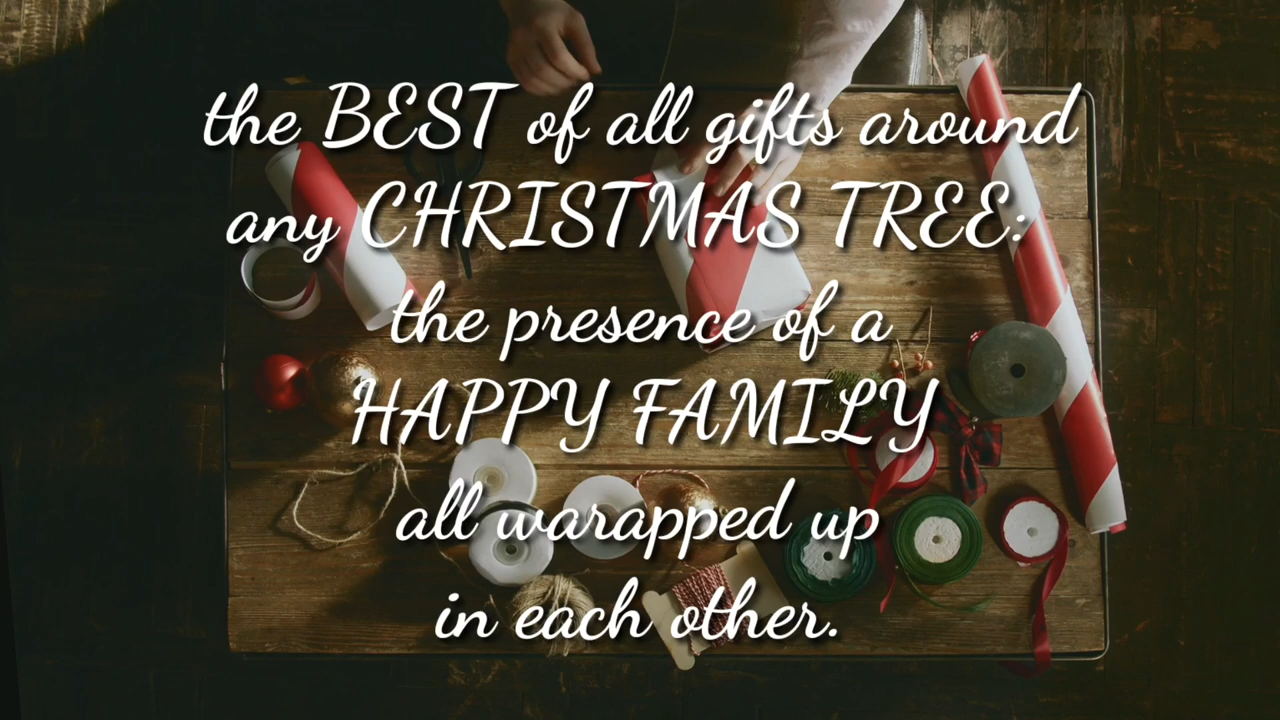 the BEST of all gifts around
any CHRISTMAS TREE:
the presence of a
HAPPY FAMILY
all warapped up
in each other.